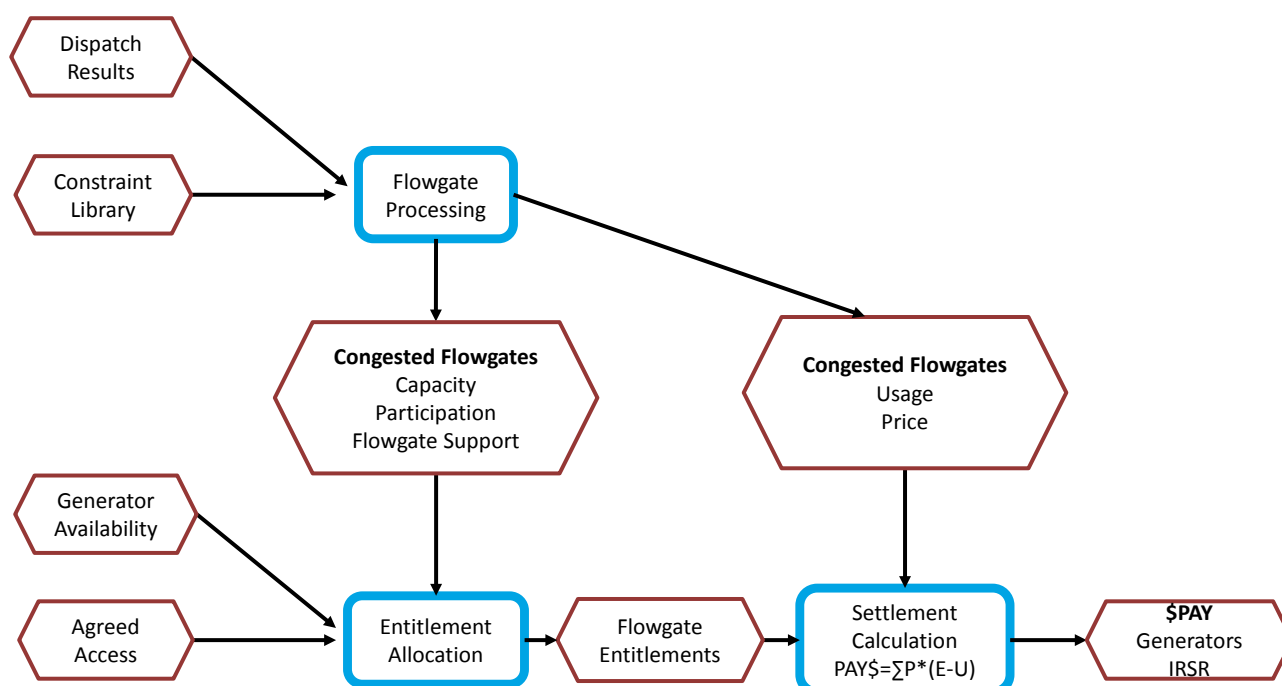 Dispatch
Results
Constraint
Library
Flowgate
Processing
Congested Flowgates
Capacity
Participation
Flowgate Support
Congested Flowgates
Usage
Price
Generator
Availability
Agreed
Access
Entitlement
Allocation
Flowgate
Entitlements
Settlement
Calculation
PAY$=∑P*(E-U)
$PAY
Generators
IRSR